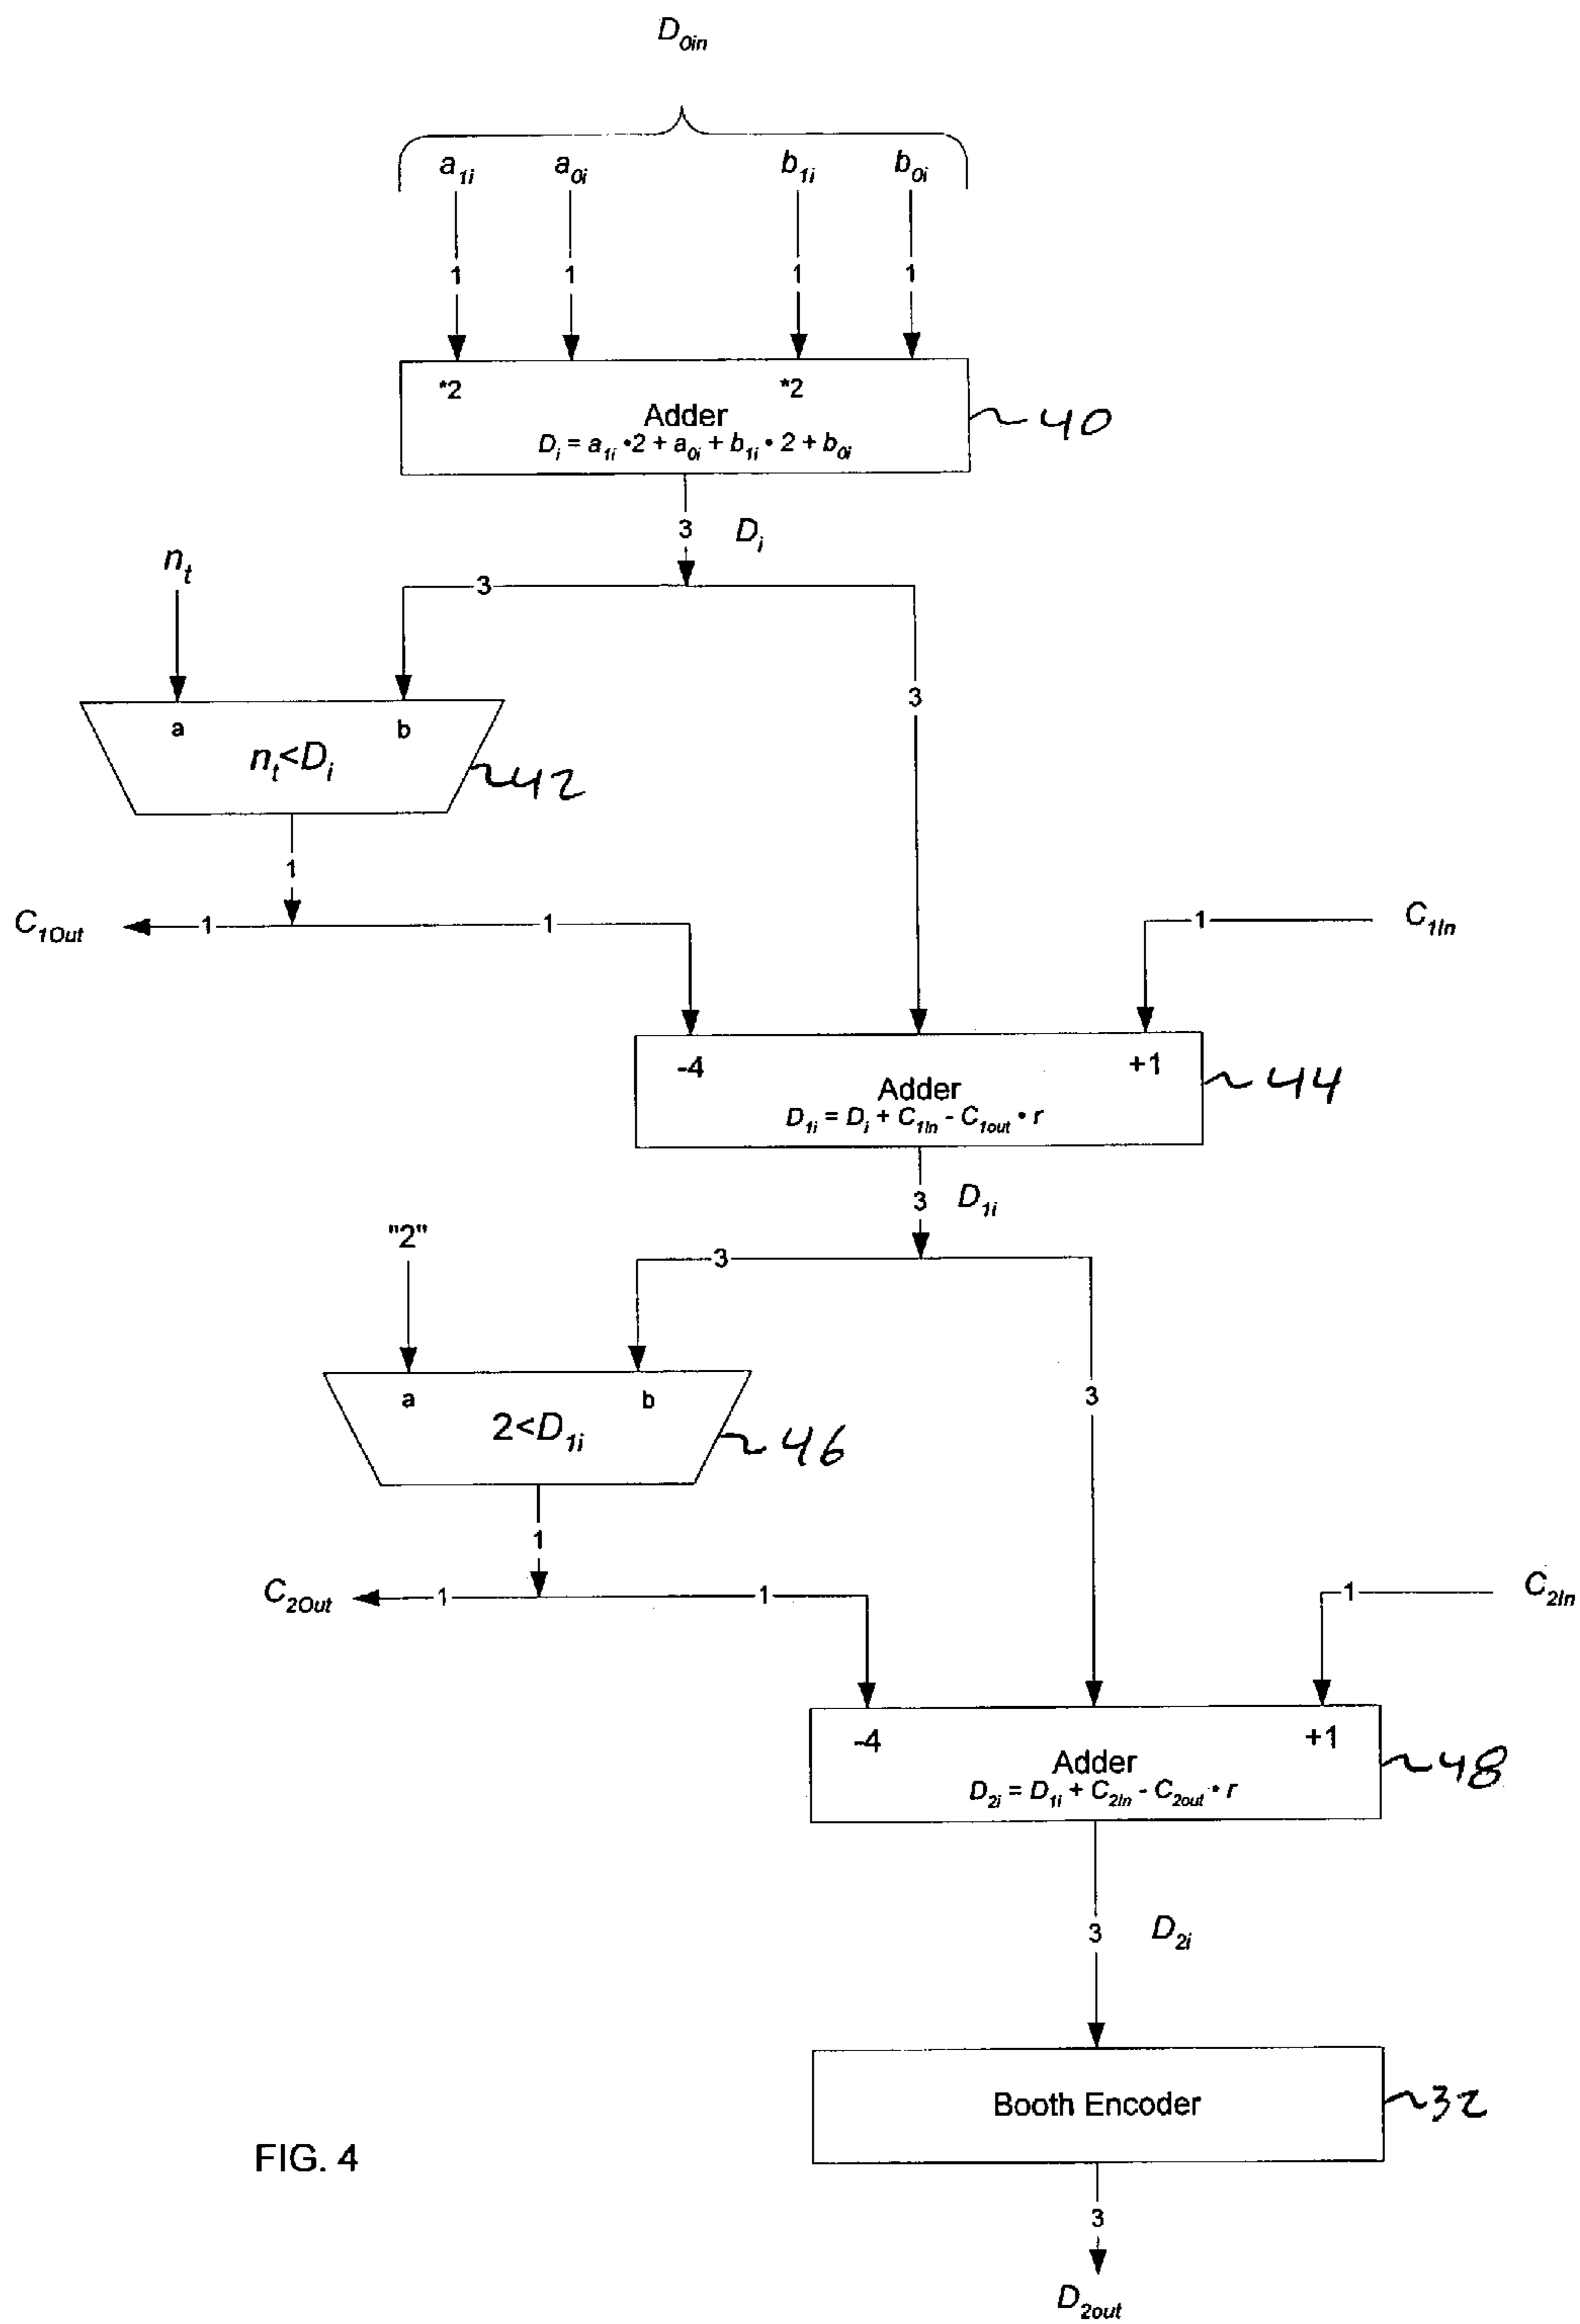 D0in
a1i a0i b1i b0i
1 1 1 1
*2 *2
Adder
Di = a1i •2 + a0i + b1i • 2 + b0i
40
3 Di
nt
3
3
a b
nt<Di
42
1
C1Out 1 1
1 C1In
-4 +1
Adder
D1i = Di + C1In - C1out • r
44
3 D1i
"2"
3
3
a b
2<D1i
46
1
C2Out 1 1
1 C2In
-4 +1
Adder
D2i = D1i + C2In - C2out • r
48
3 D2i
Booth Encoder
32
FIG. 4
3
D2out